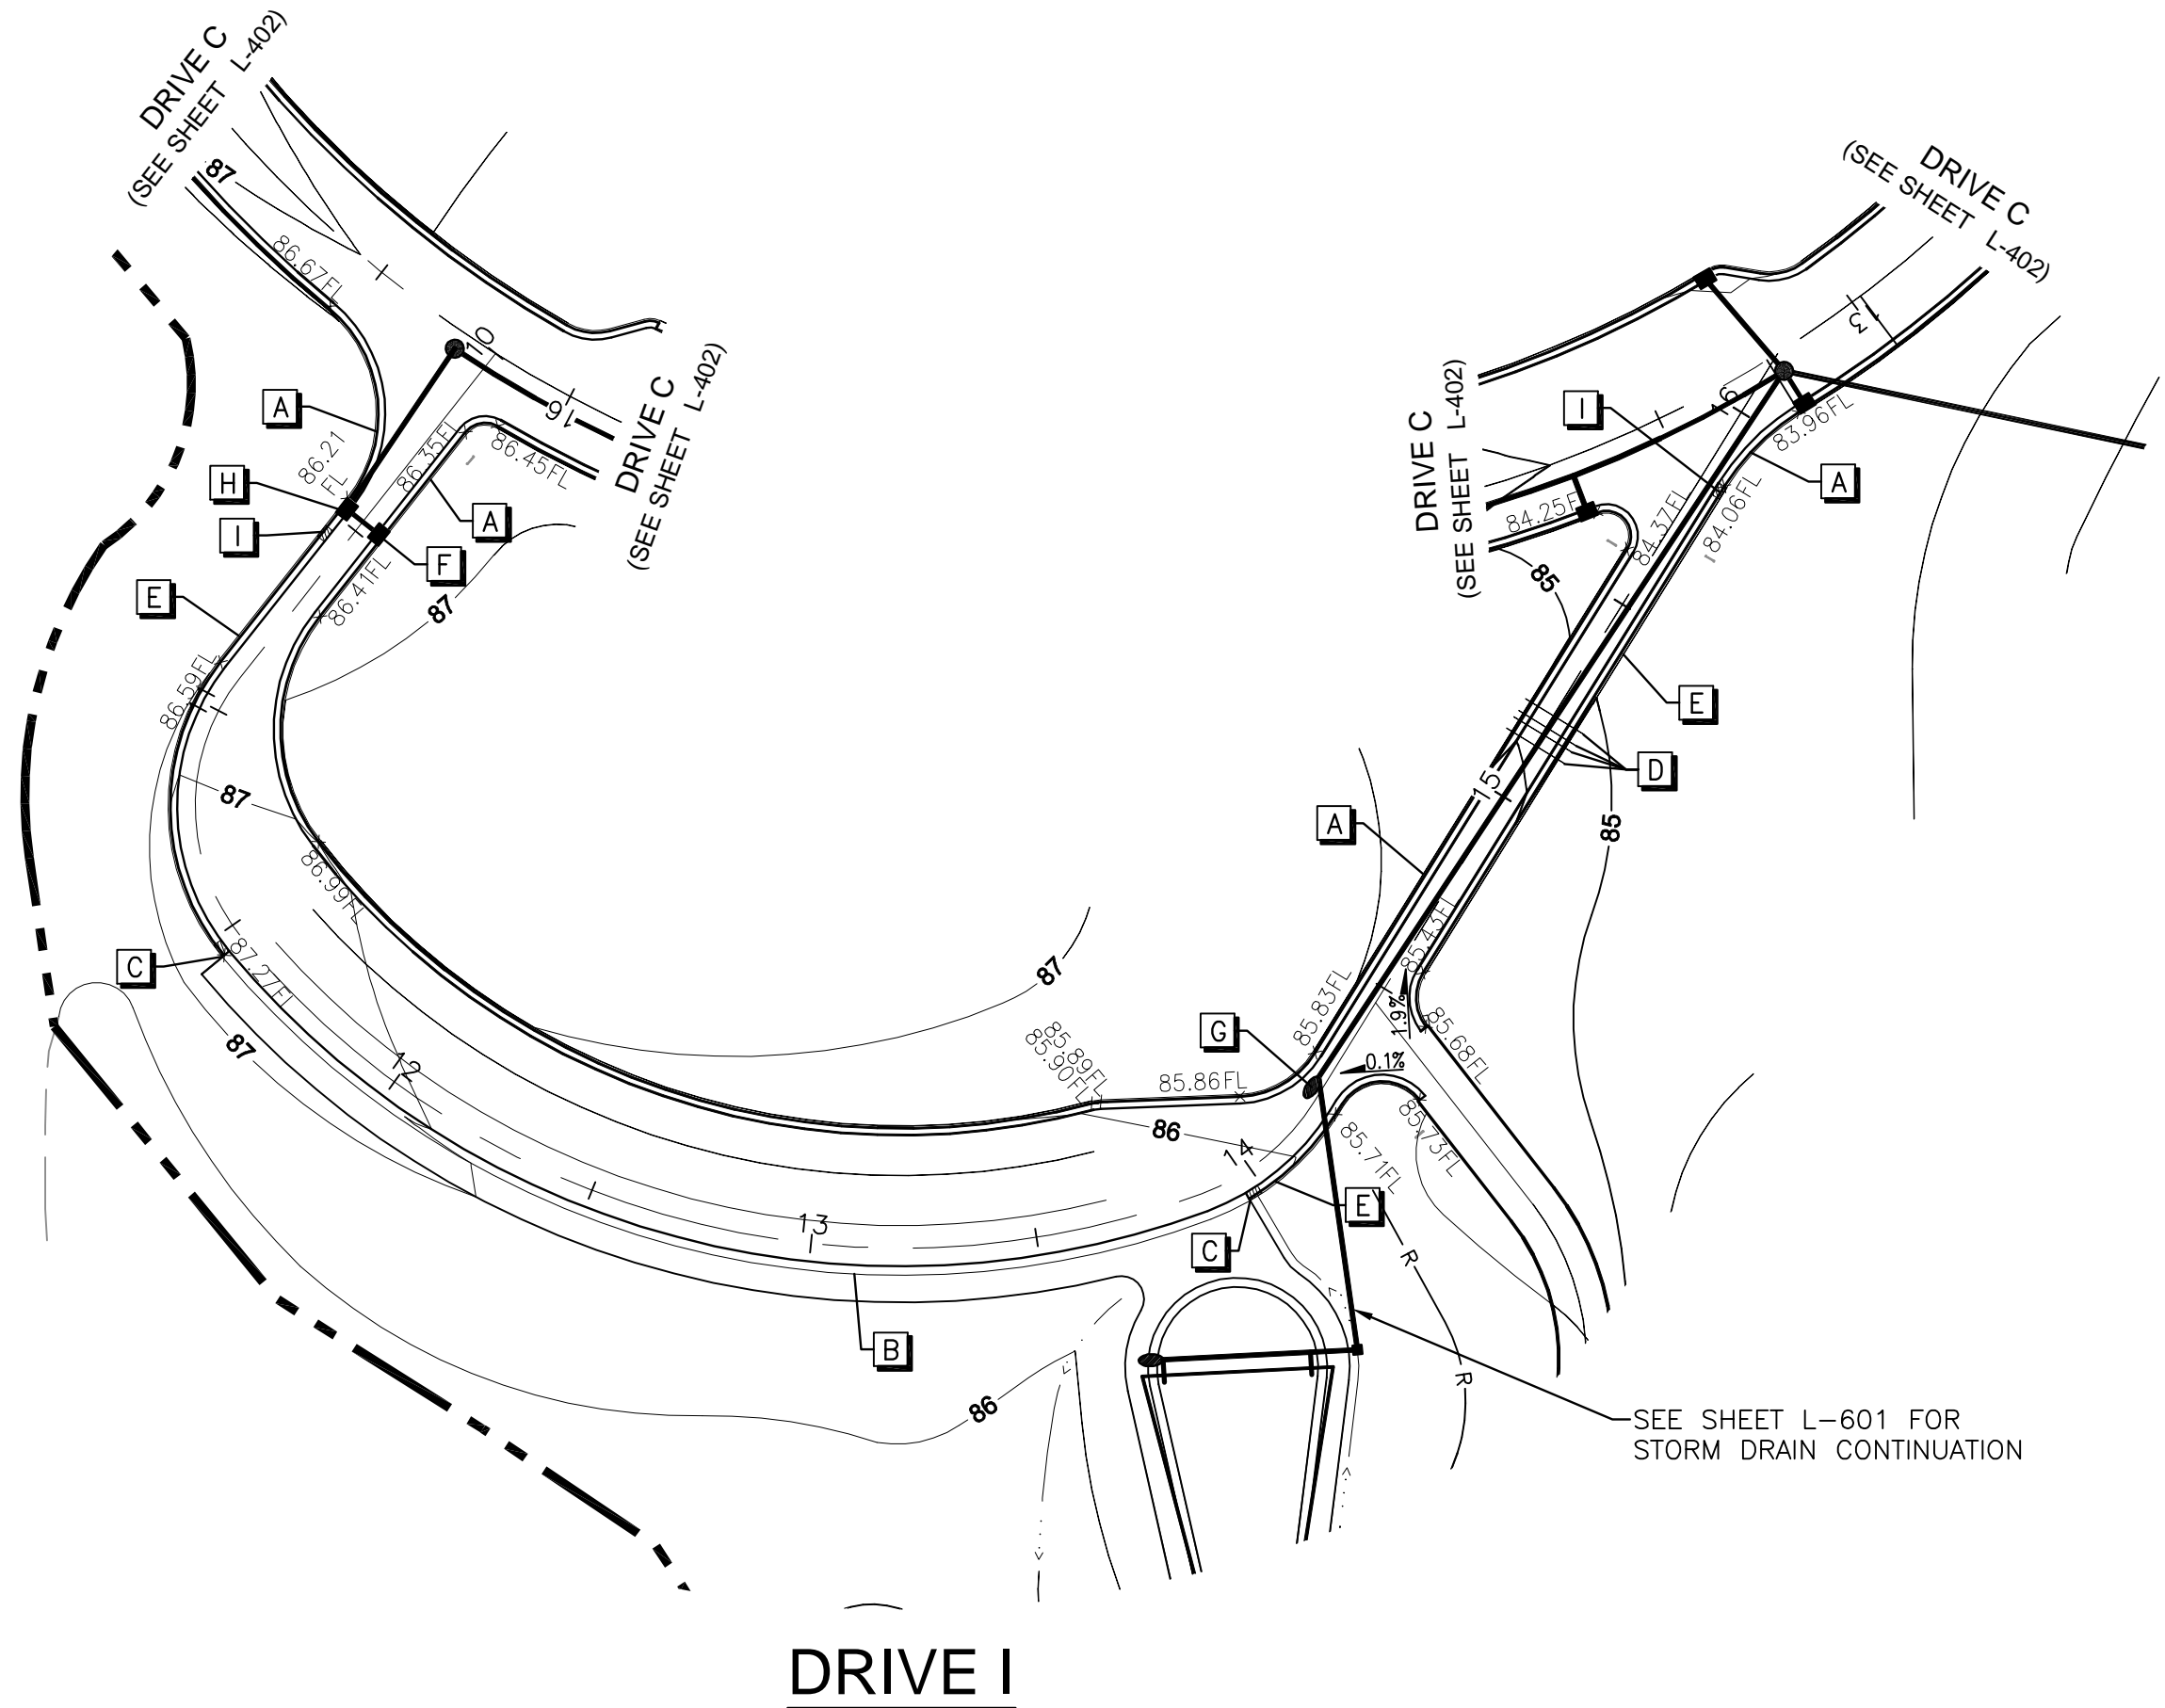 DRIVE C
(SEE SHEET L-402)
87
86.67FL
10
16
DRIVE C
(SEE SHEET L-402)
A
86.21
FL
86.35FL
86.45FL
H
I
A
F
E
86.41FL
87
86.59FL
87
86.99FL
C
87.27FL
87
12
13
B
86
87
85.89FL
85.90FL
85.86FL
86
14
C
E
G
85.83FL
0.1%
1.9%
85.43FL
85.68FL
85.71FL
85.73FL
R
R
A
15
D
85
E
DRIVE C
(SEE SHEET L-402)
84.25F
85
84.37FL
84.06FL
I
A
16
83.96FL
13
DRIVE C
(SEE SHEET L-402)
SEE SHEET L-601 FOR
STORM DRAIN CONTINUATION
DRIVE I